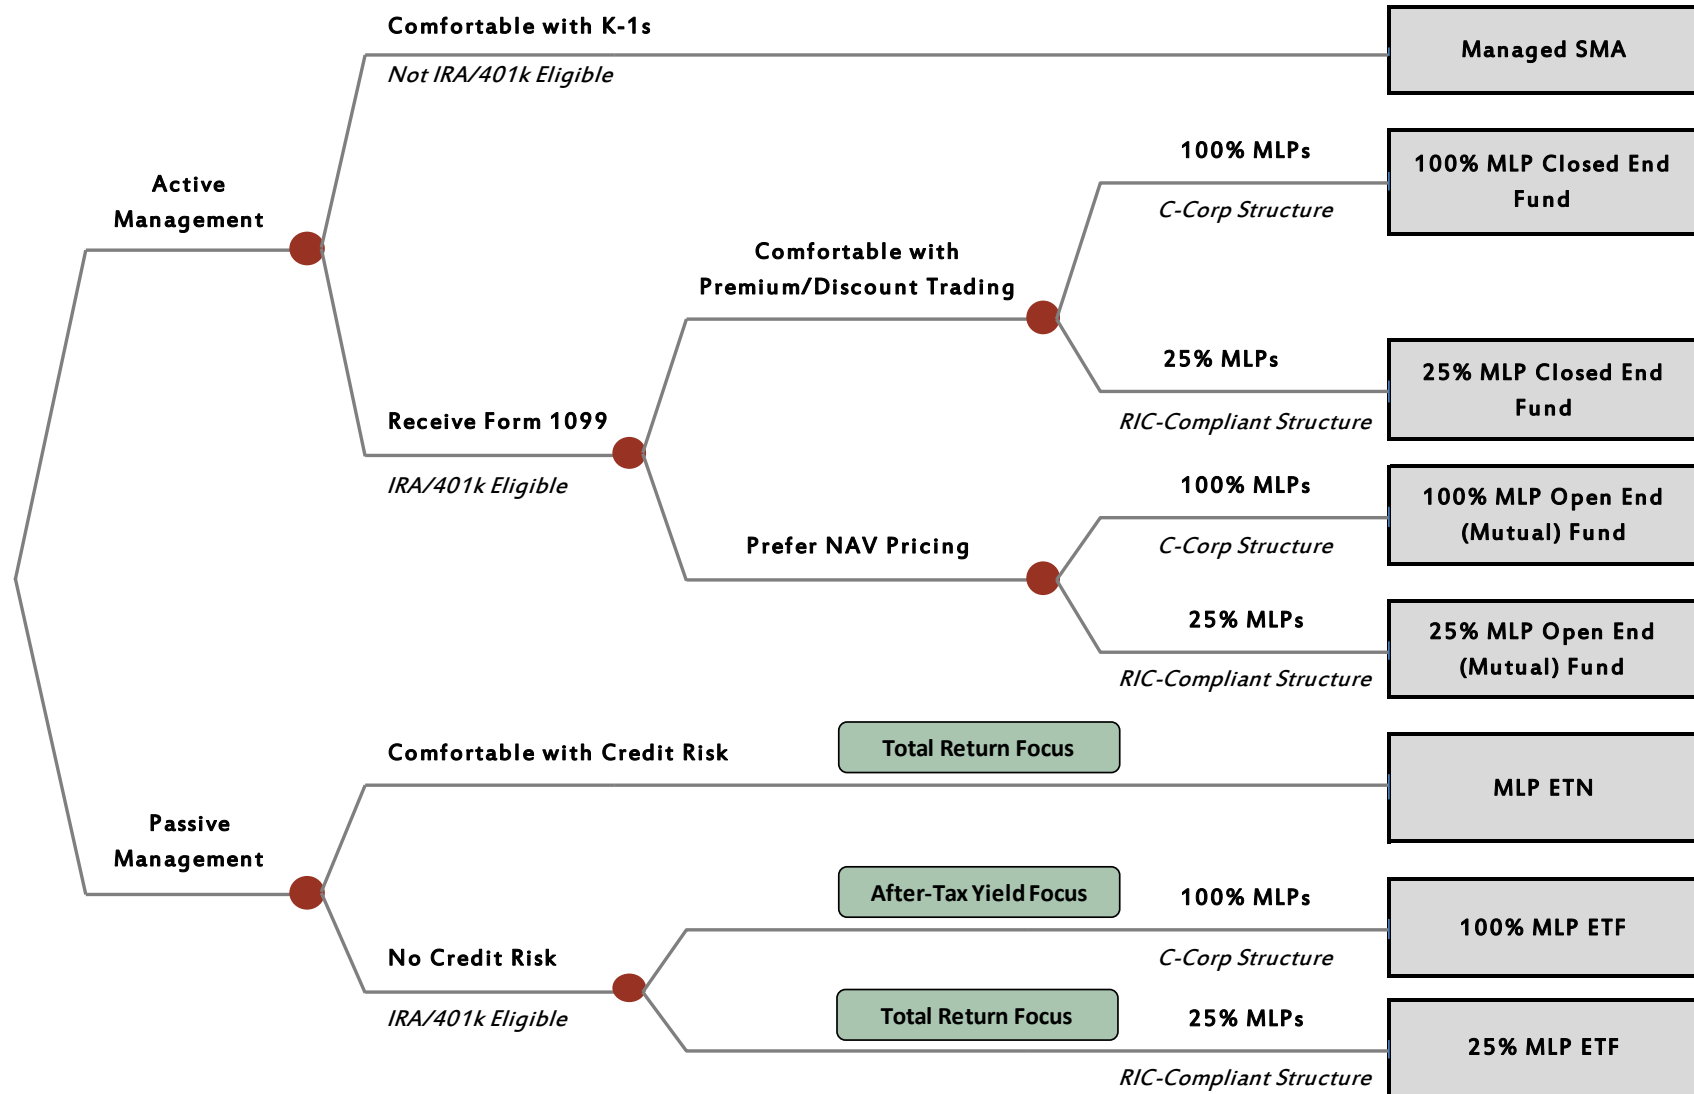 Comfortable with K-1s
Not IRA/401k Eligible
Managed SMA
Active
Management
100% MLPs
C-Corp Structure
100% MLP Closed End
Fund
Comfortable with
Premium/Discount Trading
25% MLPs
RIC-Compliant Structure
25% MLP Closed End
Fund
Receive Form 1099
IRA/401k Eligible
100% MLPs
C-Corp Structure
100% MLP Open End
(Mutual) Fund
Prefer NAV Pricing
25% MLPs
RIC-Compliant Structure
25% MLP Open End
(Mutual) Fund
Comfortable with Credit Risk
Total Return Focus
MLP ETN
Passive
Management
After-Tax Yield Focus
100% MLPs
C-Corp Structure
100% MLP ETF
No Credit Risk
IRA/401k Eligible
Total Return Focus
25% MLPs
RIC-Compliant Structure
25% MLP ETF